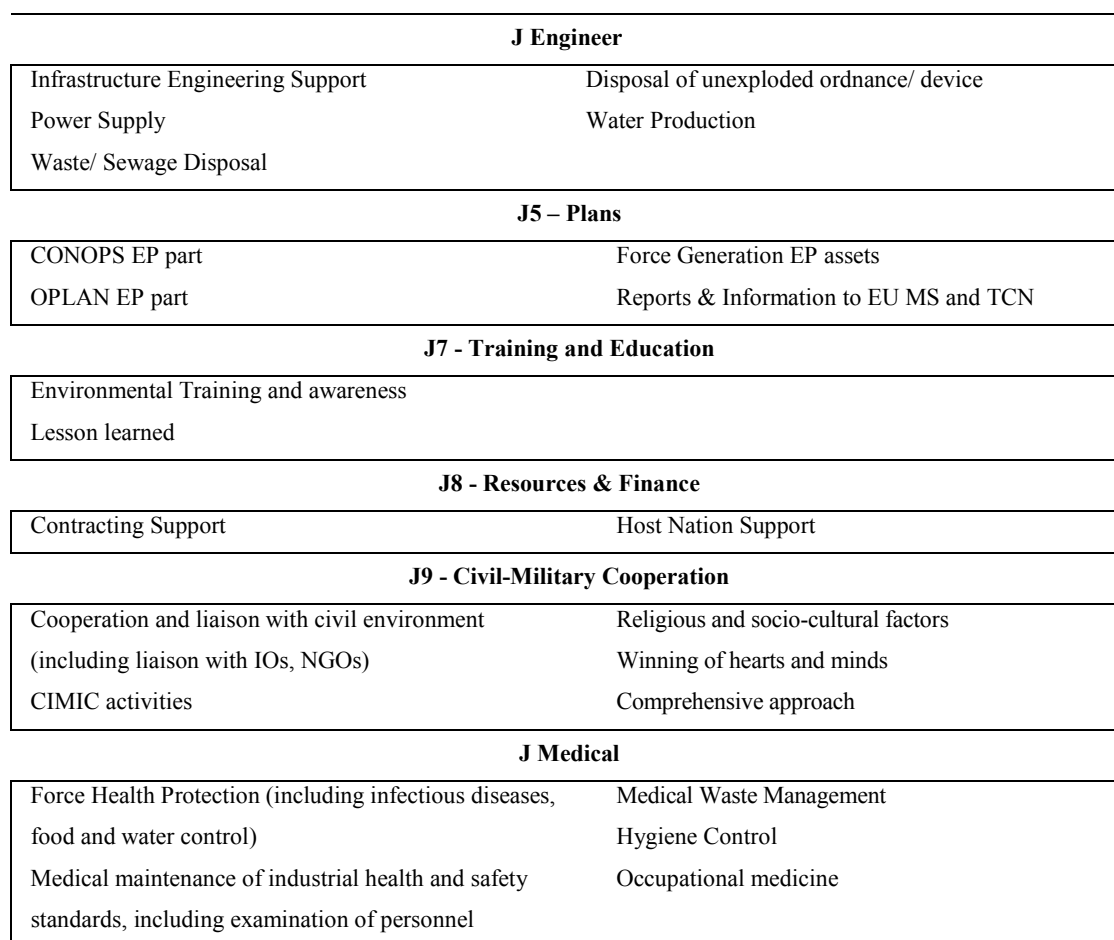 J Engineer
Infrastructure Engineering Support
Power Supply
Waste/ Sewage Disposal
Disposal of unexploded ordnance/ device
Water Production
J5 – Plans
CONOPS EP part
OPLAN EP part
Force Generation EP assets
Reports & Information to EU MS and TCN
J7 - Training and Education
Environmental Training and awareness
Lesson learned
J8 - Resources & Finance
Contracting Support
Host Nation Support
J9 - Civil-Military Cooperation
Cooperation and liaison with civil environment
(including liaison with IOs, NGOs)
CIMIC activities
Religious and socio-cultural factors
Winning of hearts and minds
Comprehensive approach
J Medical
Force Health Protection (including infectious diseases,
food and water control)
Medical maintenance of industrial health and safety
standards, including examination of personnel
Medical Waste Management
Hygiene Control
Occupational medicine